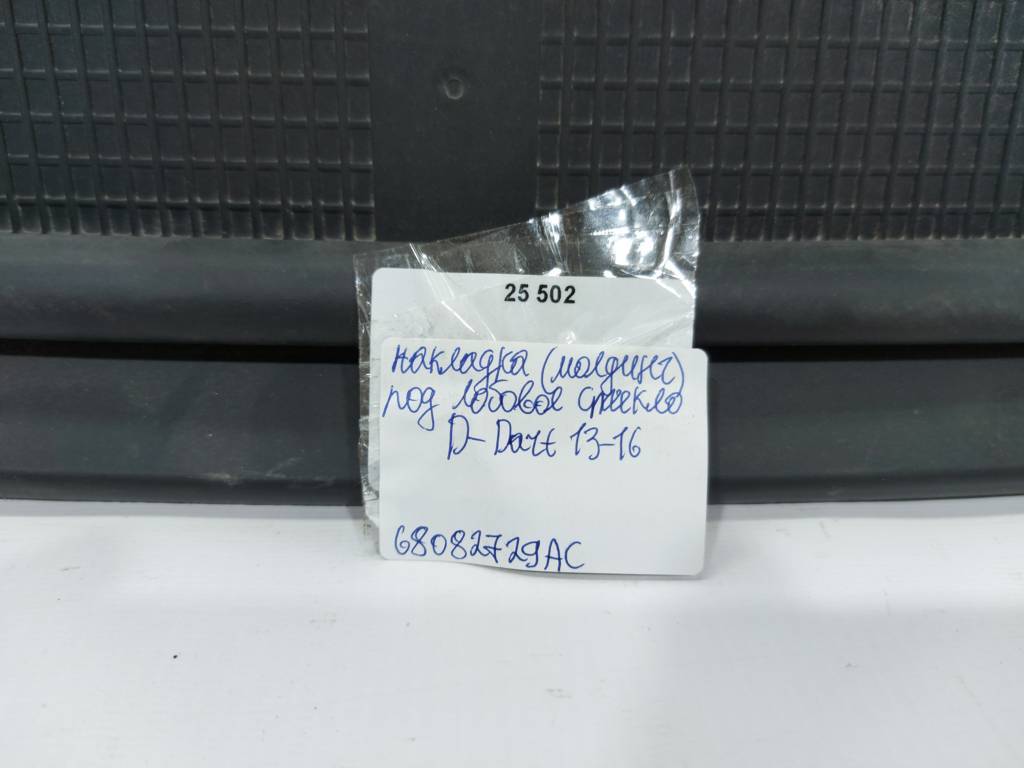 25 502
накладка (молдинг)
под лобовое стекло
D-Dart 13-16
68082729AC